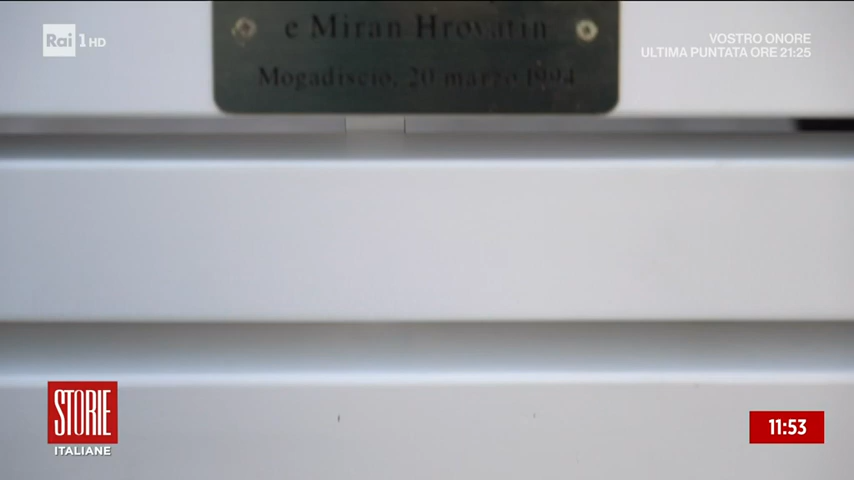 Rai 1 HD
VOSTRO ONORE
ULTIMA PUNTATA ORE 21:25
e Miran Hrovatin
Mogadiscio, 20 marzo 1994
STORIE
ITALIANE
11:53